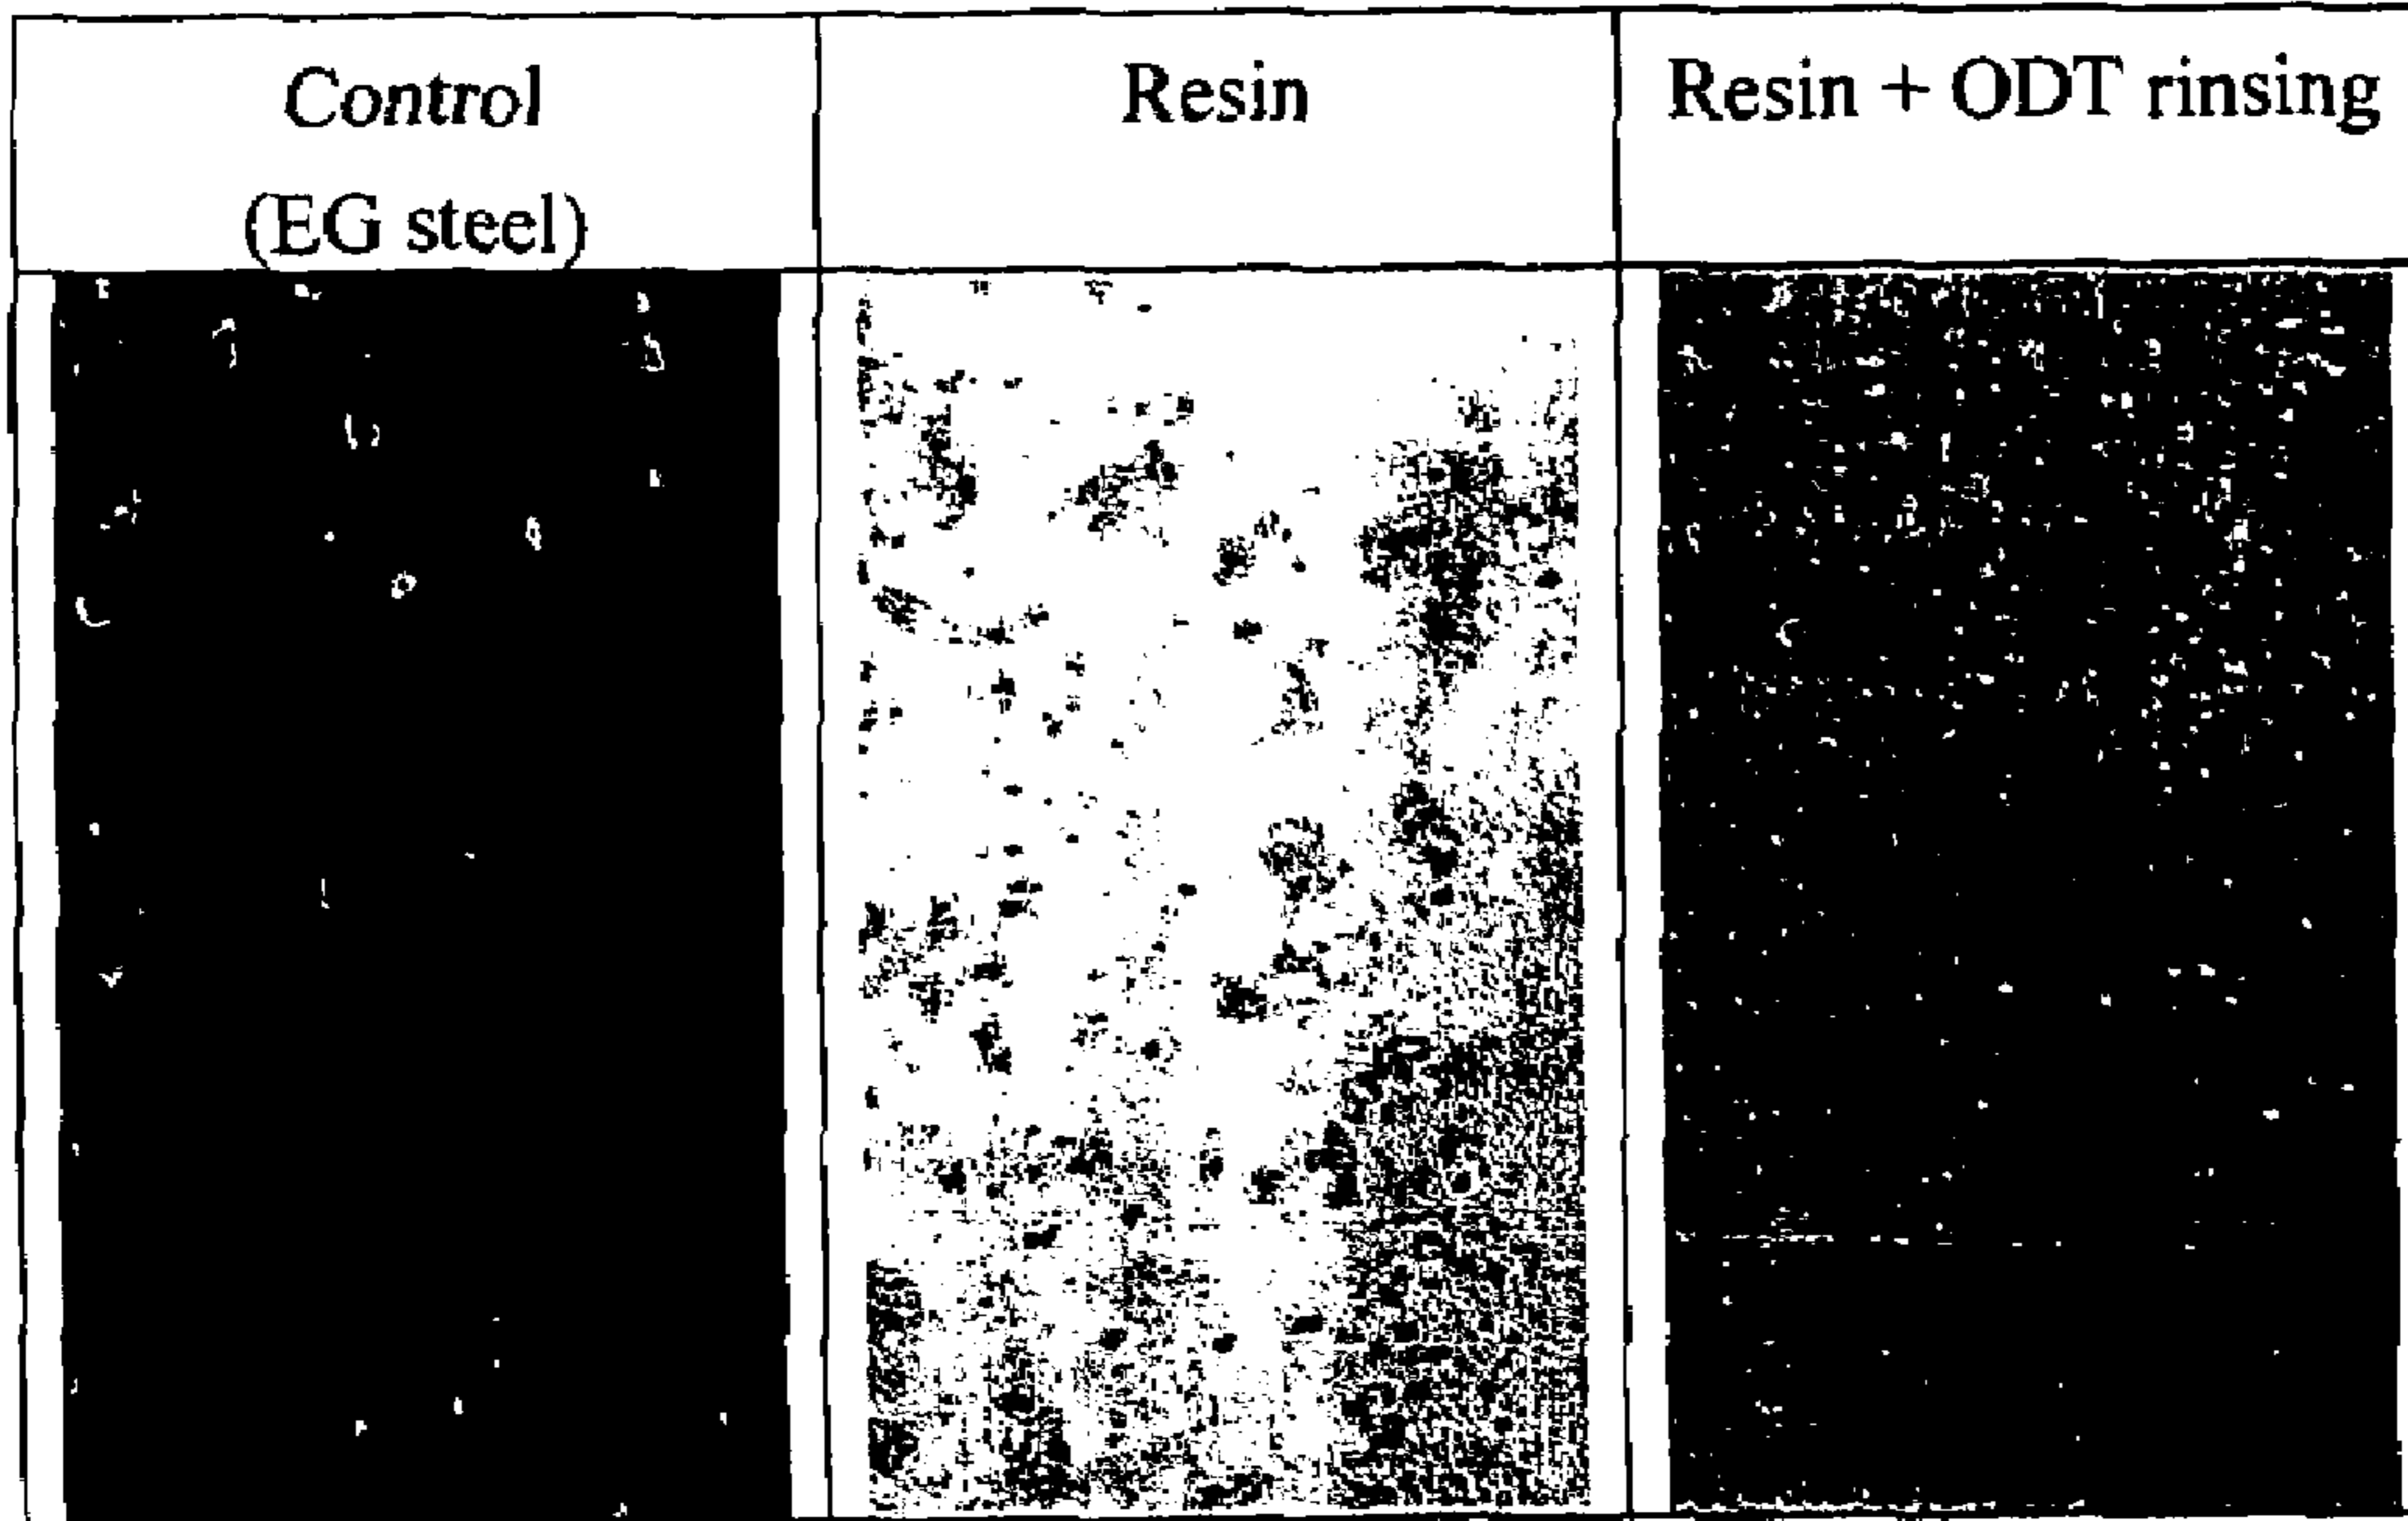 Control
(EG steel)
Resin
Resin + ODT rinsing